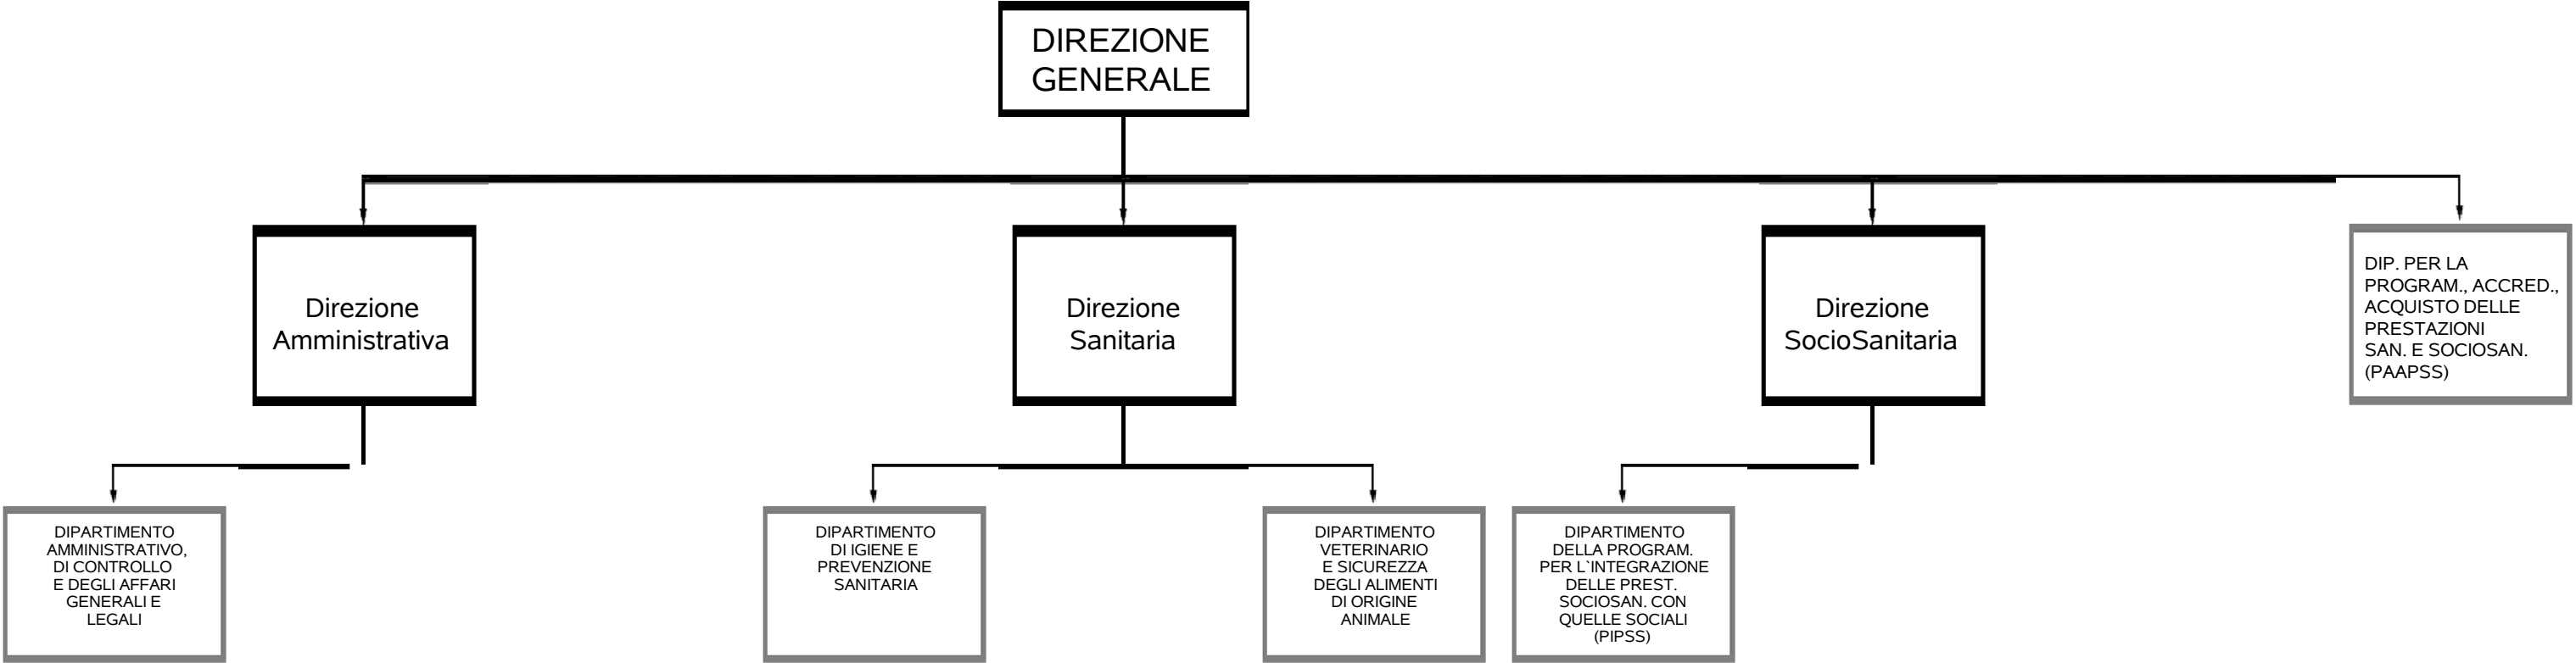 DIREZIONE
GENERALE
Direzione
Amministrativa
Direzione
Sanitaria
Direzione
SocioSanitaria
DIP. PER LA
PROGRAM., ACCRED.,
ACQUISTO DELLE
PRESTAZIONI
SAN. E SOCIOSAN.
(PAAPSS)
DIPARTIMENTO
AMMINISTRATIVO,
DI CONTROLLO
E DEGLI AFFARI
GENERALI E
LEGALI
DIPARTIMENTO
DI IGIENE E
PREVENZIONE
SANITARIA
DIPARTIMENTO
VETERINARIO
E SICUREZZA
DEGLI ALIMENTI
DI ORIGINE
ANIMALE
DIPARTIMENTO
DELLA PROGRAM.
PER L`INTEGRAZIONE
DELLE PREST.
SOCIOSAN. CON
QUELLE SOCIALI
(PIPSS)